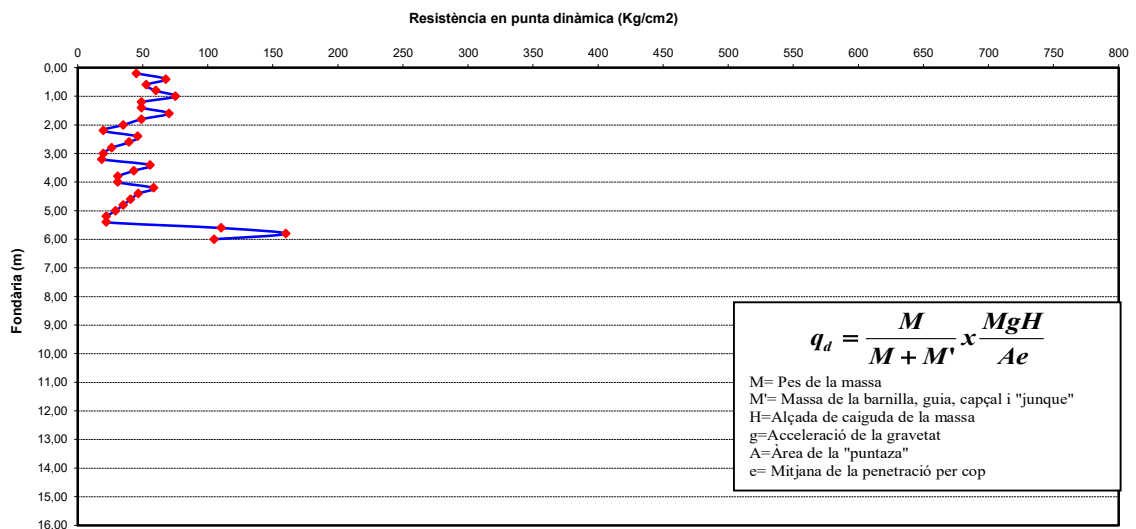 Resistència en punta dinàmica (Kg/cm2)
0 50 100 150 200 250 300 350 400 450 500 550 600 650 700 750 800
Fondària (m)
0,00
1,00
2,00
3,00
4,00
5,00
6,00
7,00
8,00
9,00
10,00
11,00
12,00
13,00
14,00
15,00
16,00
q_d = M / (M + M') x MgH / Ae
M= Pes de la massa
M'= Massa de la barnilla, guia, capçal i "junque"
H=Alçada de caiguda de la massa
g=Acceleració de la gravetat
A=Àrea de la "puntaza"
e= Mitjana de la penetració per cop